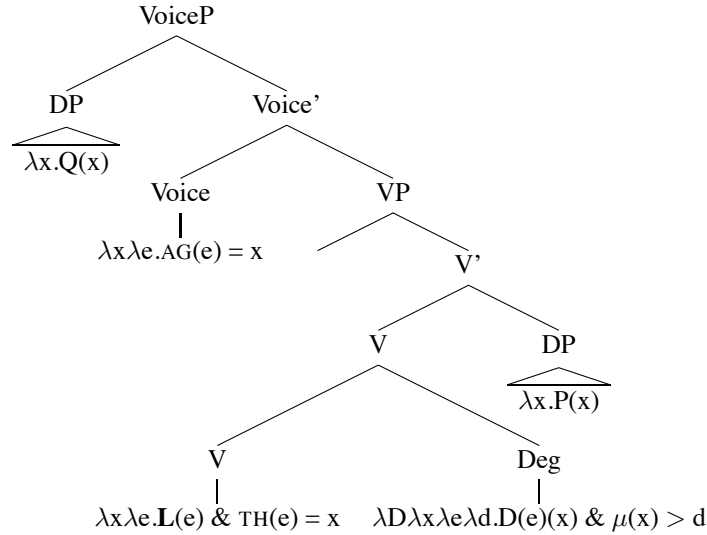 VoiceP
DP Voice’
λx.Q(x)
Voice VP
λxλe.AG(e) = x
V’
V DP
λx.P(x)
V Deg
λxλe.L(e) & TH(e) = x λDλxλeλd.D(e)(x) & μ(x) > d